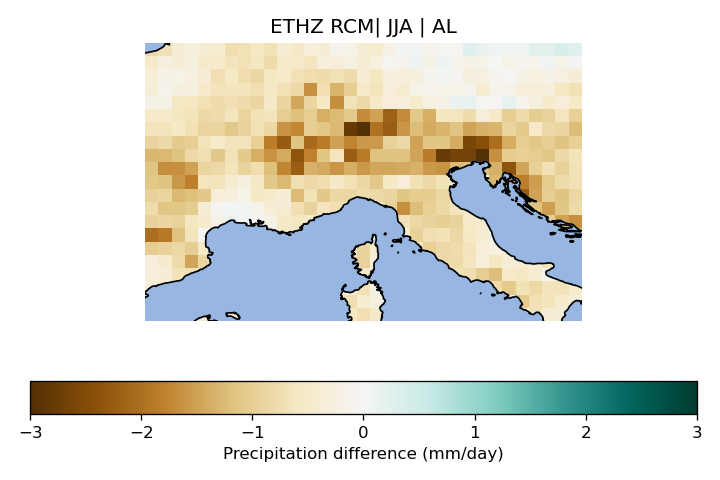 ETHZ RCM| JJA | AL
−3 −2 −1 0 1 2 3
Precipitation difference (mm/day)